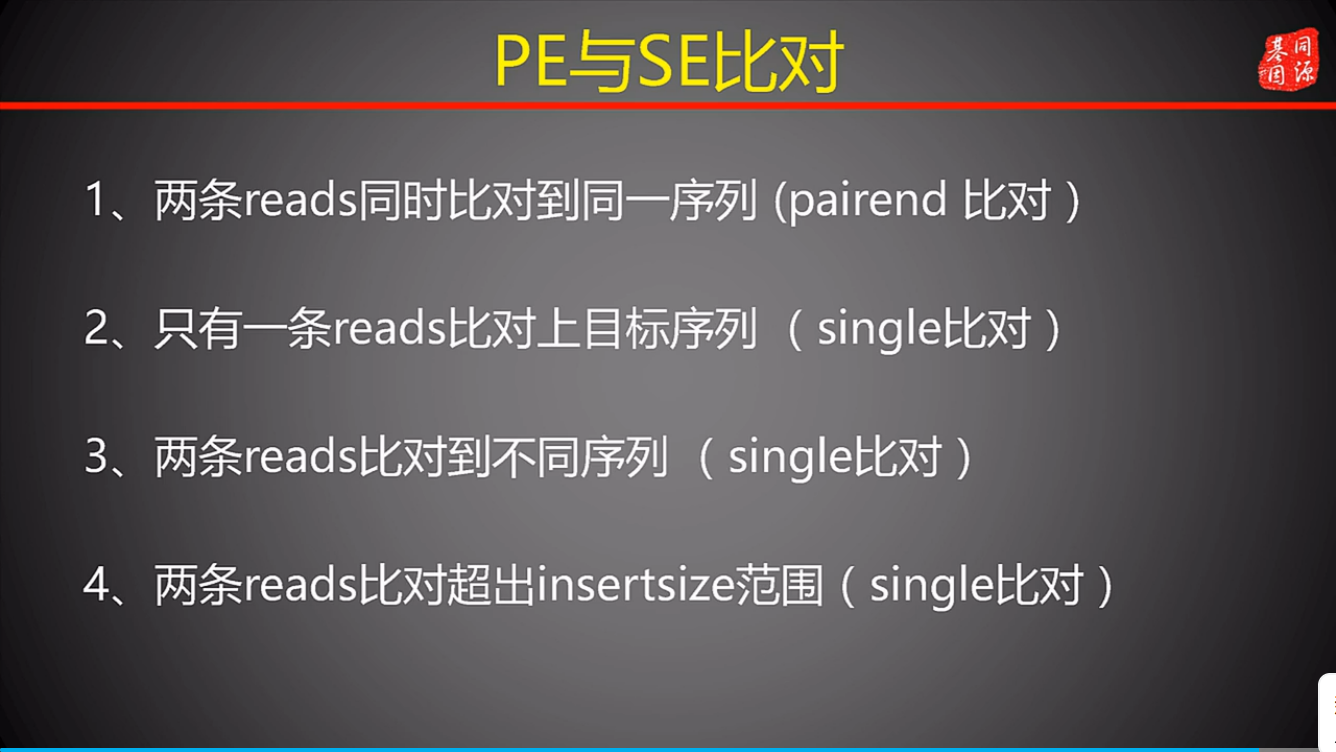 PE与SE比对
基因
同源
1、两条reads同时比对到同一序列 (pairend 比对）
2、只有一条reads比对上目标序列 （ single比对）
3、两条reads比对到不同序列 （ single比对）
4、两条reads比对超出insertsize范围（ single比对）